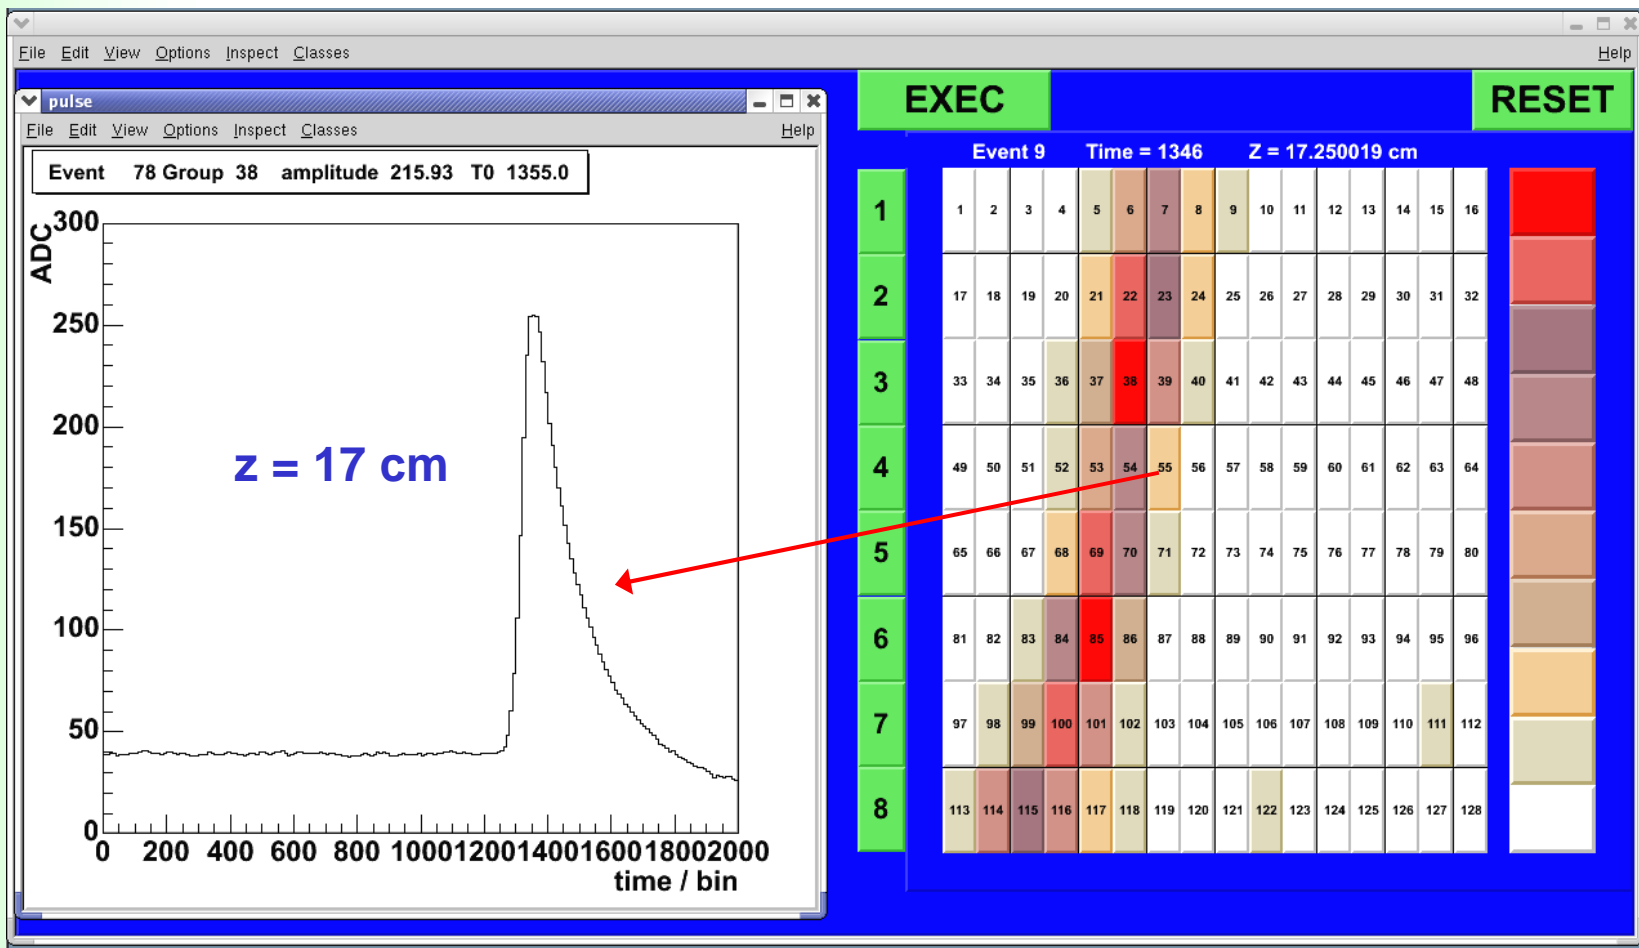 File Edit View Options Inspect Classes Help
pulse
File Edit View Options Inspect Classes Help
Event 78 Group 38 amplitude 215.93 T0 1355.0
ADC
300
250
200
150
100
50
0
0 200 400 600 800 1000 1200 1400 1600 1800 2000
time / bin
z = 17 cm
EXEC
RESET
Event 9 Time = 1346 Z = 17.250019 cm
1 1 2 3 4 5 6 7 8 9 10 11 12 13 14 15 16
2 17 18 19 20 21 22 23 24 25 26 27 28 29 30 31 32
3 33 34 35 36 37 38 39 40 41 42 43 44 45 46 47 48
4 49 50 51 52 53 54 55 56 57 58 59 60 61 62 63 64
5 65 66 67 68 69 70 71 72 73 74 75 76 77 78 79 80
6 81 82 83 84 85 86 87 88 89 90 91 92 93 94 95 96
7 97 98 99 100 101 102 103 104 105 106 107 108 109 110 111 112
8 113 114 115 116 117 118 119 120 121 122 123 124 125 126 127 128